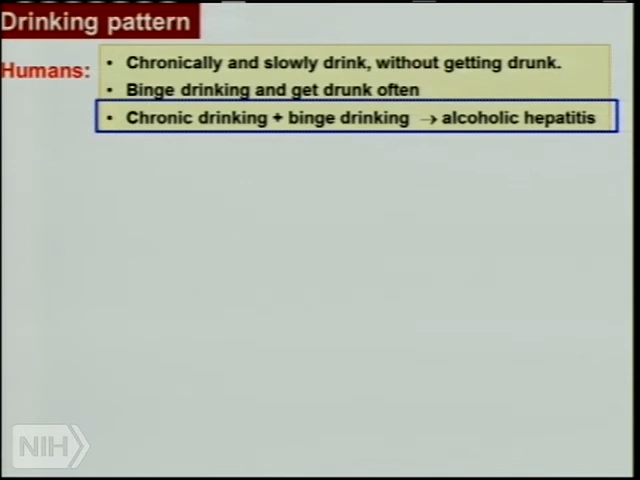 Drinking pattern
Humans:
• Chronically and slowly drink, without getting drunk.
• Binge drinking and get drunk often
• Chronic drinking + binge drinking → alcoholic hepatitis
NIH